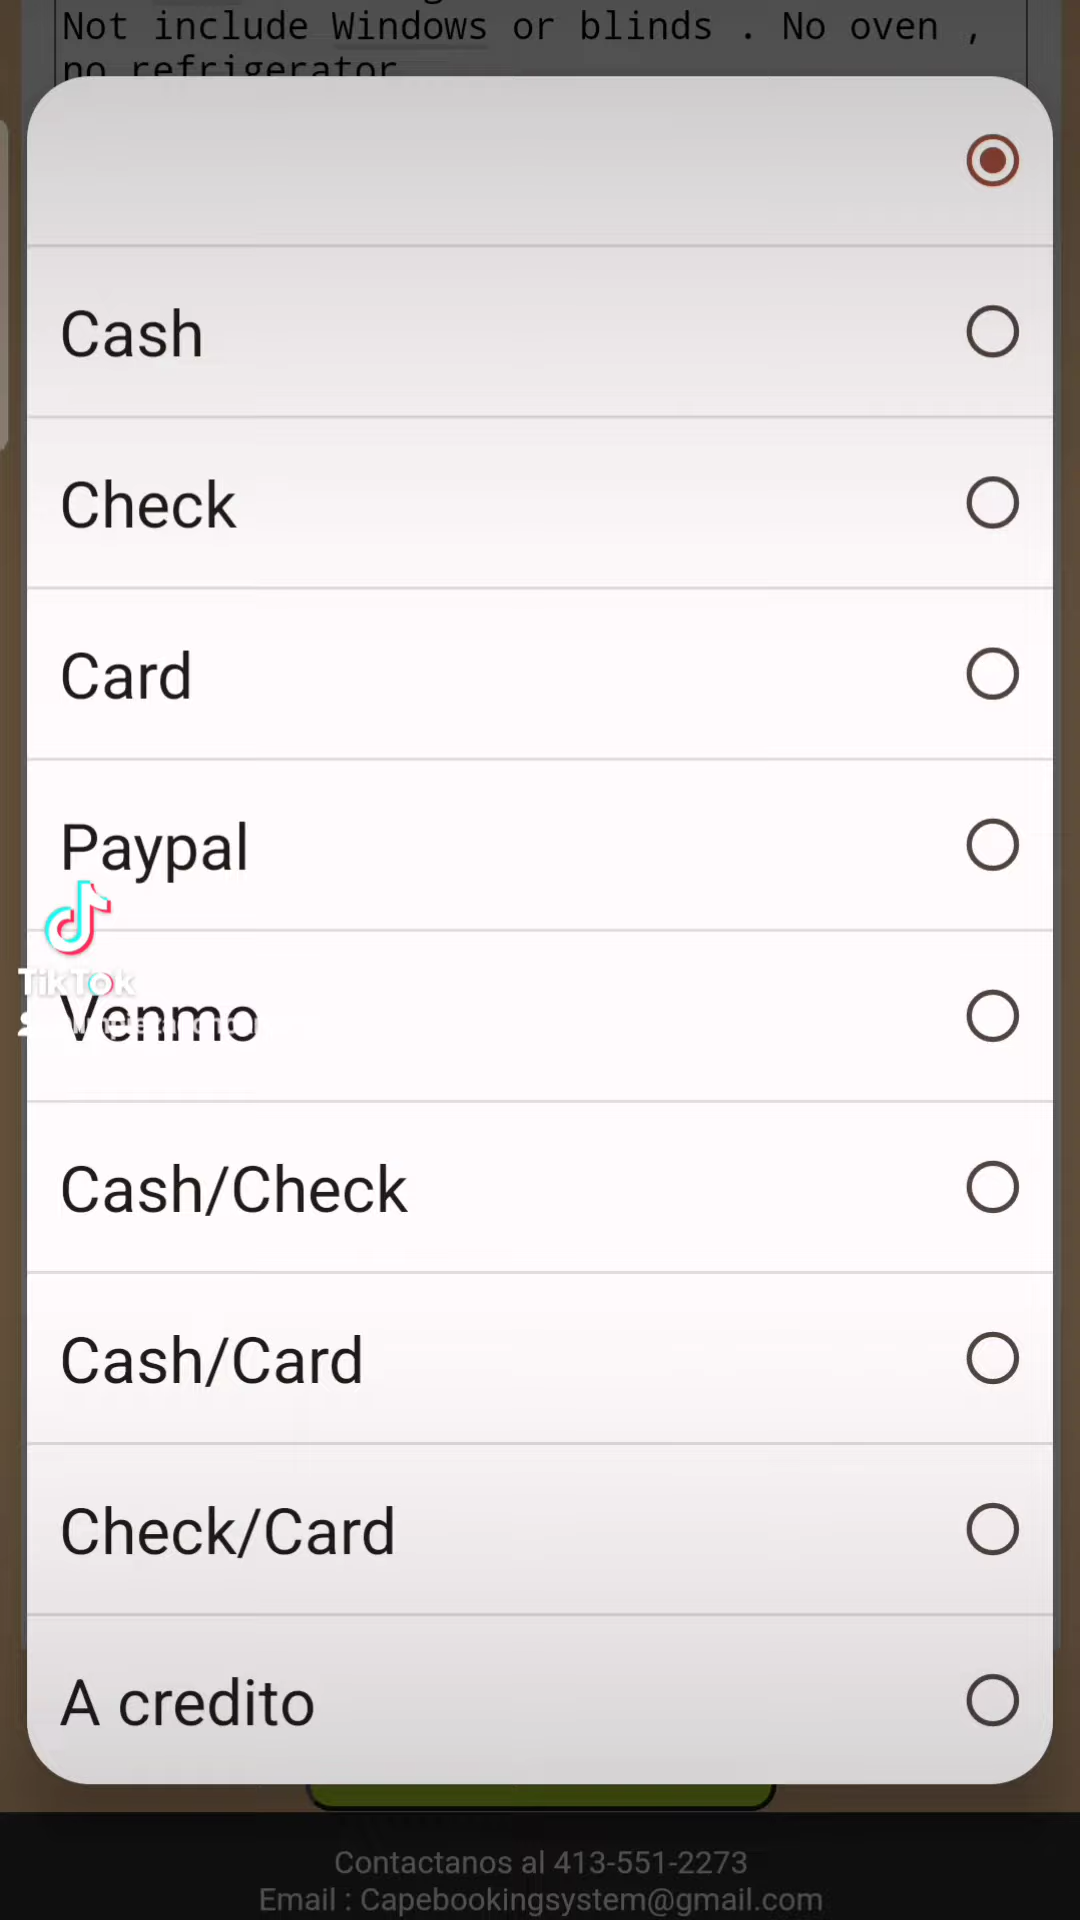 Not include Windows or blinds . No oven ,
no refrigerator
Cash
Check
Card
Paypal
TikTok
Venmo
Cash/Check
Cash/Card
Check/Card
A credito
Contactanos al 413-551-2273
Email : Capebookingsystem@gmail.com